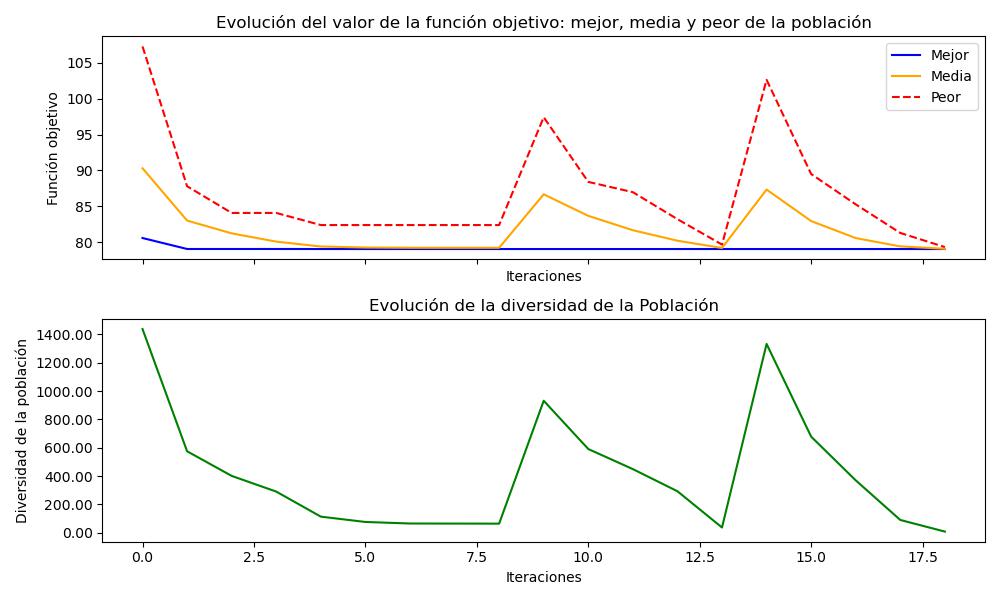 Evolución del valor de la función objetivo: mejor, media y peor de la población
Función objetivo
105
100
95
90
85
80
Mejor
Media
Peor
Iteraciones
Evolución de la diversidad de la Población
Diversidad de la población
1400.00
1200.00
1000.00
800.00
600.00
400.00
200.00
0.00
0.0 2.5 5.0 7.5 10.0 12.5 15.0 17.5
Iteraciones